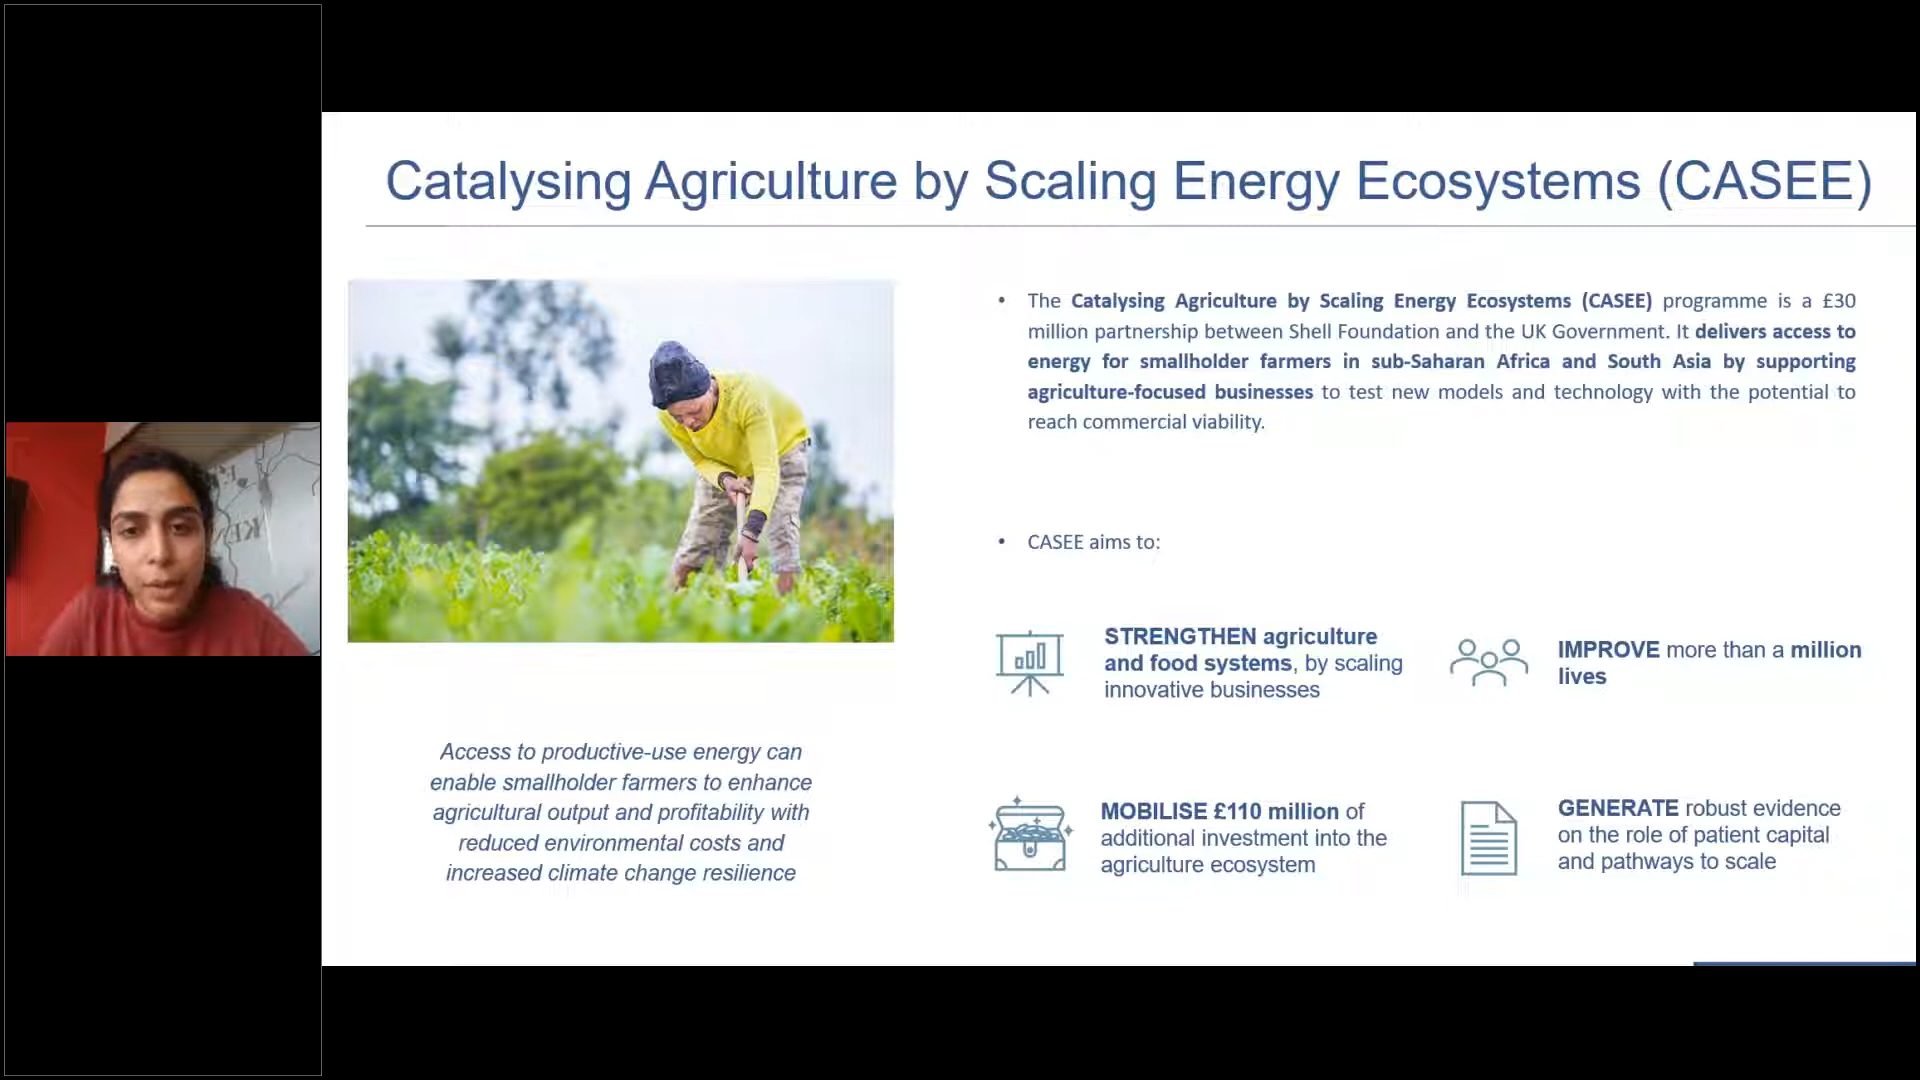 Catalysing Agriculture by Scaling Energy Ecosystems (CASEE)
• The Catalysing Agriculture by Scaling Energy Ecosystems (CASEE) programme is a £30
million partnership between Shell Foundation and the UK Government. It delivers access to
energy for smallholder farmers in sub-Saharan Africa and South Asia by supporting
agriculture-focused businesses to test new models and technology with the potential to
reach commercial viability.
• CASEE aims to:
STRENGTHEN agriculture
and food systems, by scaling
innovative businesses
IMPROVE more than a million
lives
MOBILISE £110 million of
additional investment into the
agriculture ecosystem
GENERATE robust evidence
on the role of patient capital
and pathways to scale
Access to productive-use energy can
enable smallholder farmers to enhance
agricultural output and profitability with
reduced environmental costs and
increased climate change resilience